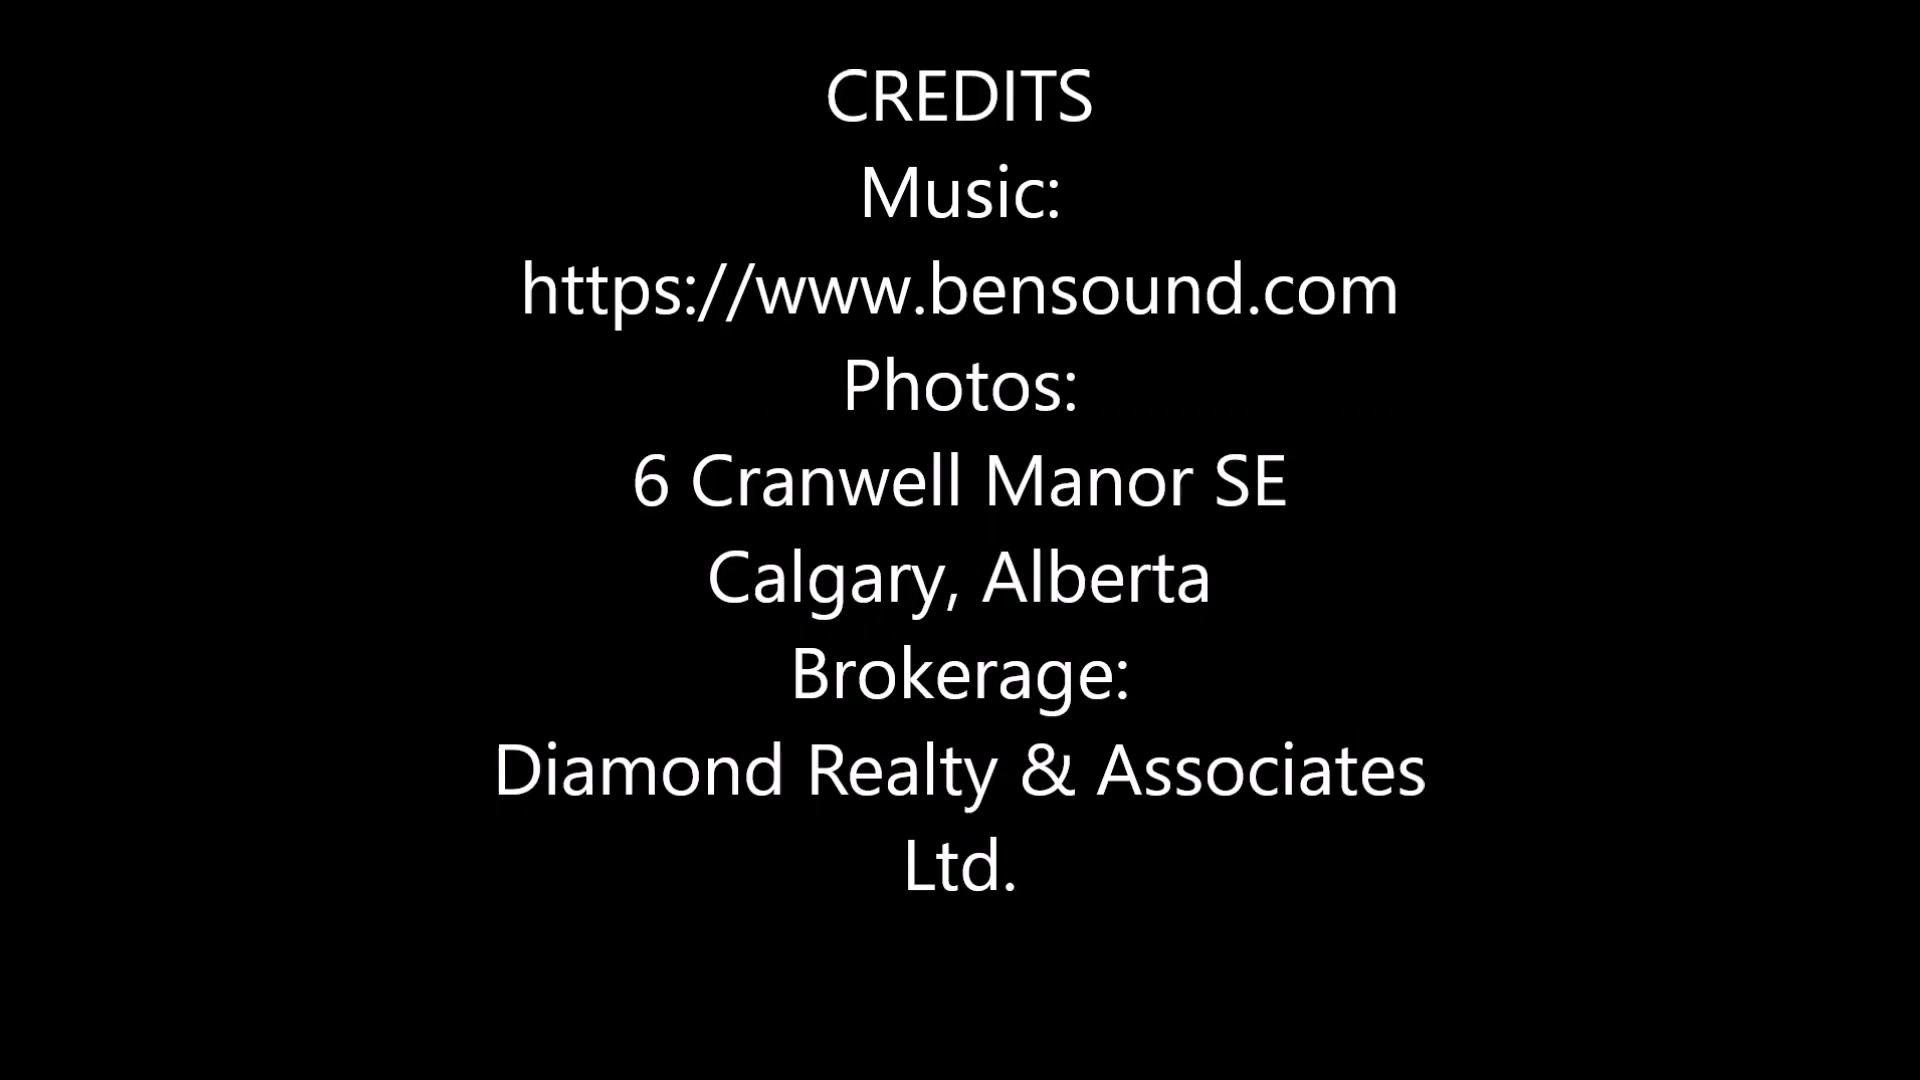 CREDITS
Music:
https://www.bensound.com
Photos:
6 Cranwell Manor SE
Calgary, Alberta
Brokerage:
Diamond Realty & Associates
Ltd.